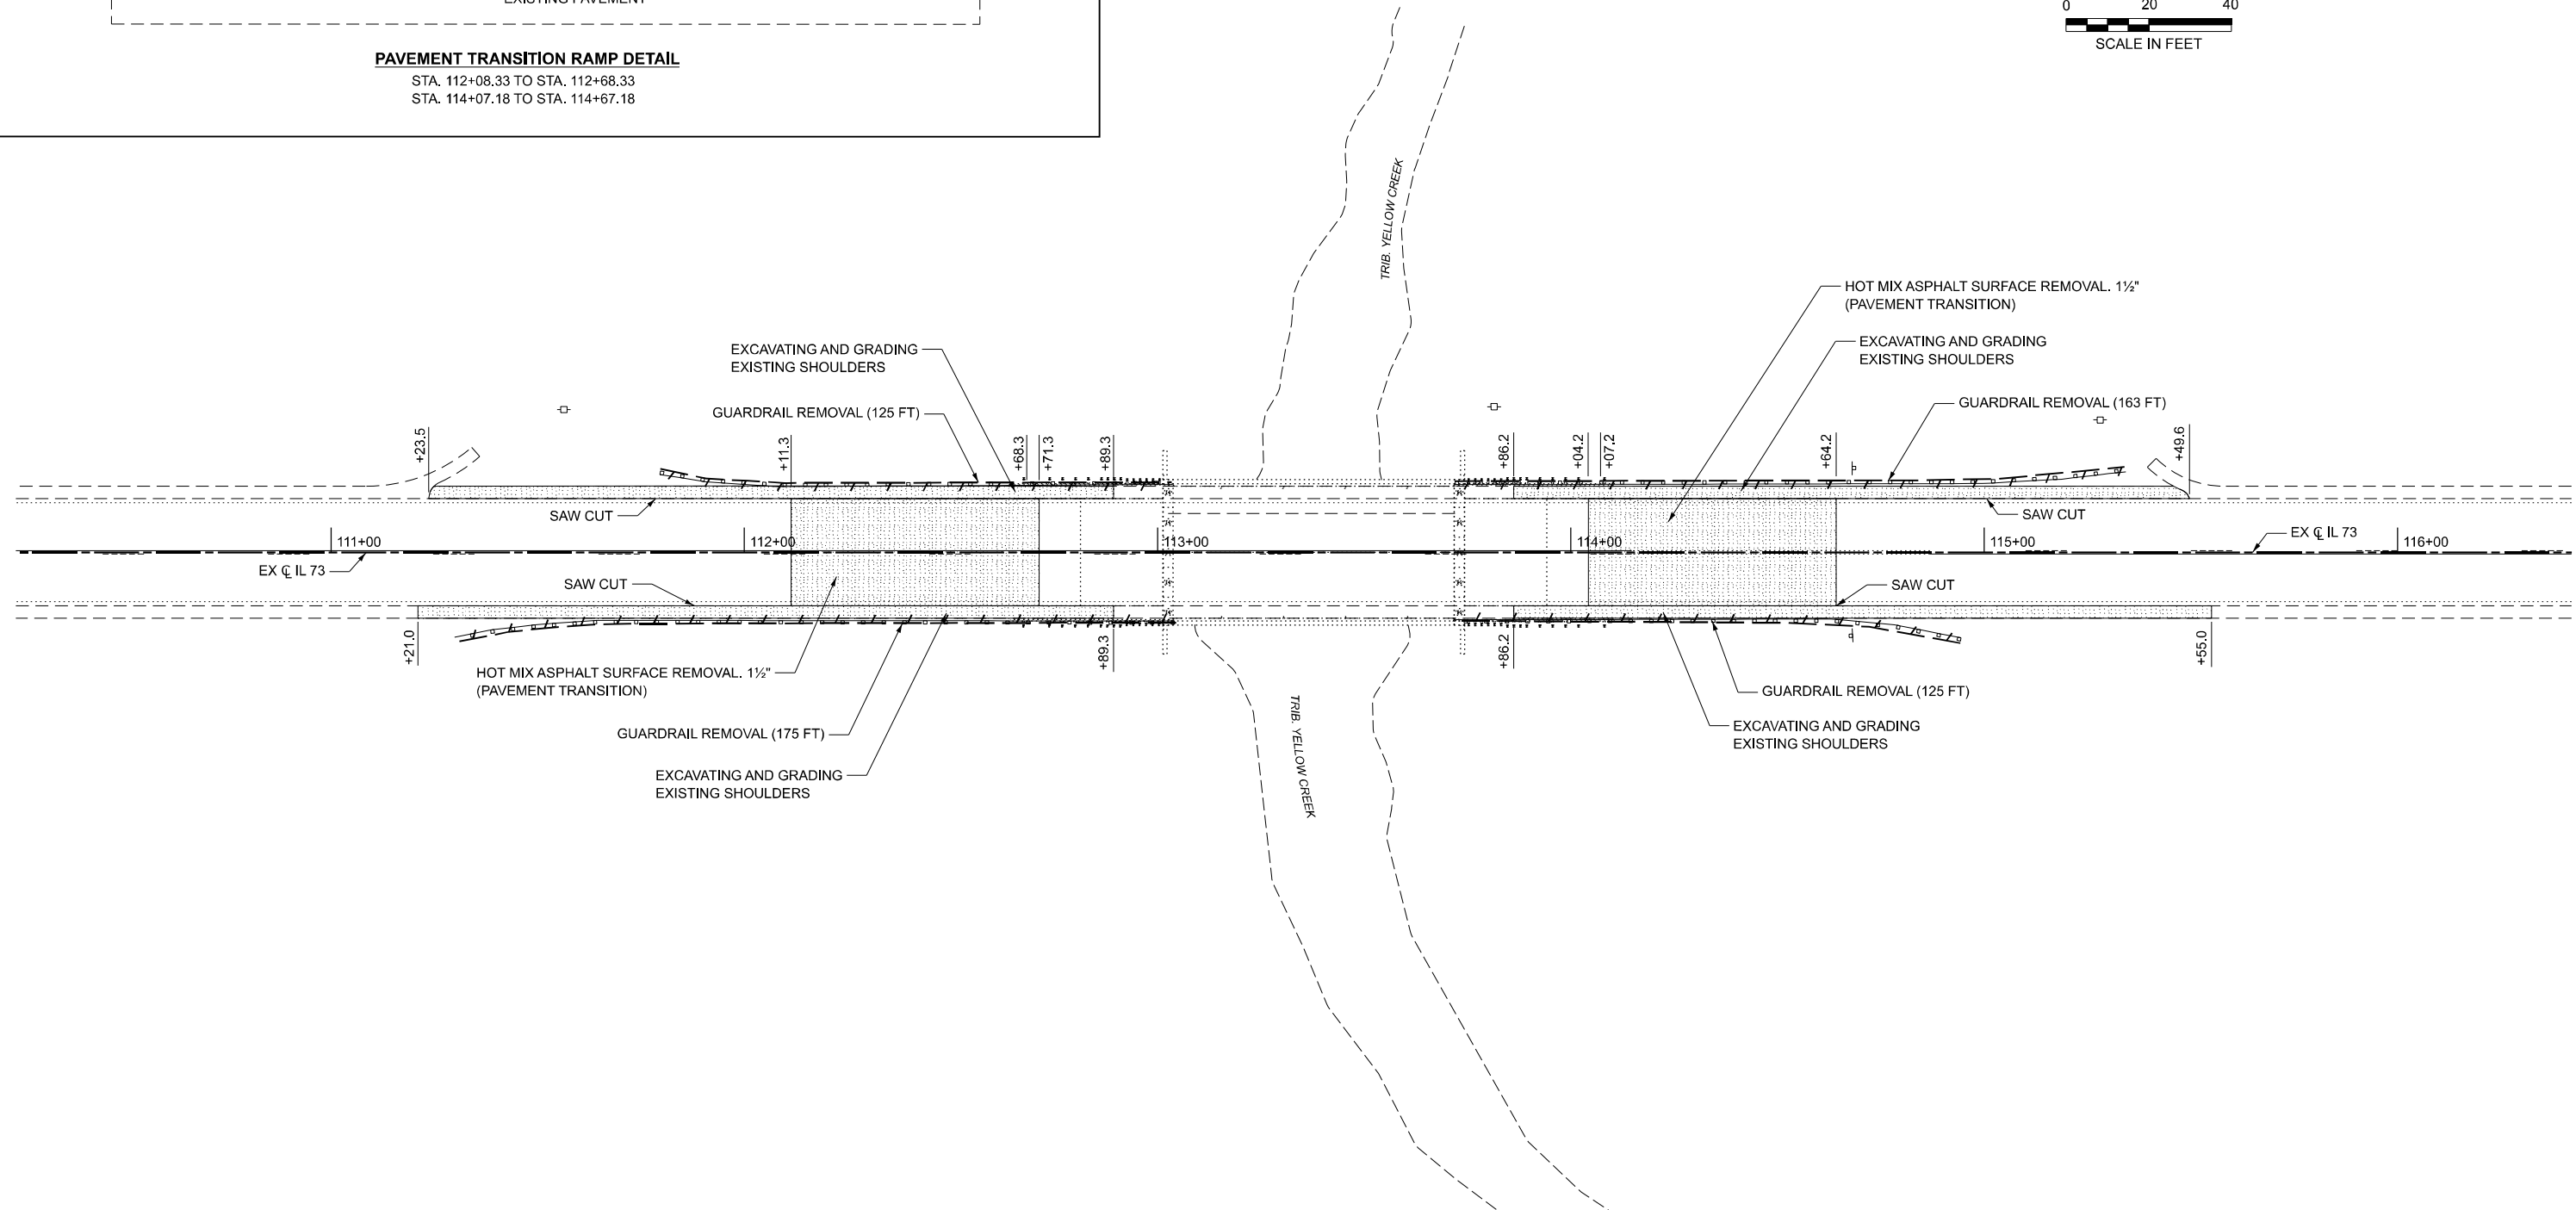 EXISTING PAVEMENT
PAVEMENT TRANSITION RAMP DETAIL
STA. 112+08.33 TO STA. 112+68.33
STA. 114+07.18 TO STA. 114+67.18
0 20 40
SCALE IN FEET
TRIB. YELLOW CREEK
HOT MIX ASPHALT SURFACE REMOVAL. 1½"
(PAVEMENT TRANSITION)
EXCAVATING AND GRADING
EXISTING SHOULDERS
EXCAVATING AND GRADING
EXISTING SHOULDERS
GUARDRAIL REMOVAL (125 FT)
GUARDRAIL REMOVAL (163 FT)
+23.5
+11.3
+68.3
+71.3
+89.3
+86.2
+04.2
+07.2
+64.2
+49.6
SAW CUT
SAW CUT
111+00
112+00
113+00
114+00
115+00
116+00
EX ℄ IL 73
EX ℄ IL 73
SAW CUT
SAW CUT
+21.0
+89.3
+86.2
+55.0
HOT MIX ASPHALT SURFACE REMOVAL. 1½"
(PAVEMENT TRANSITION)
GUARDRAIL REMOVAL (125 FT)
GUARDRAIL REMOVAL (175 FT)
EXCAVATING AND GRADING
EXISTING SHOULDERS
EXCAVATING AND GRADING
EXISTING SHOULDERS
TRIB. YELLOW CREEK